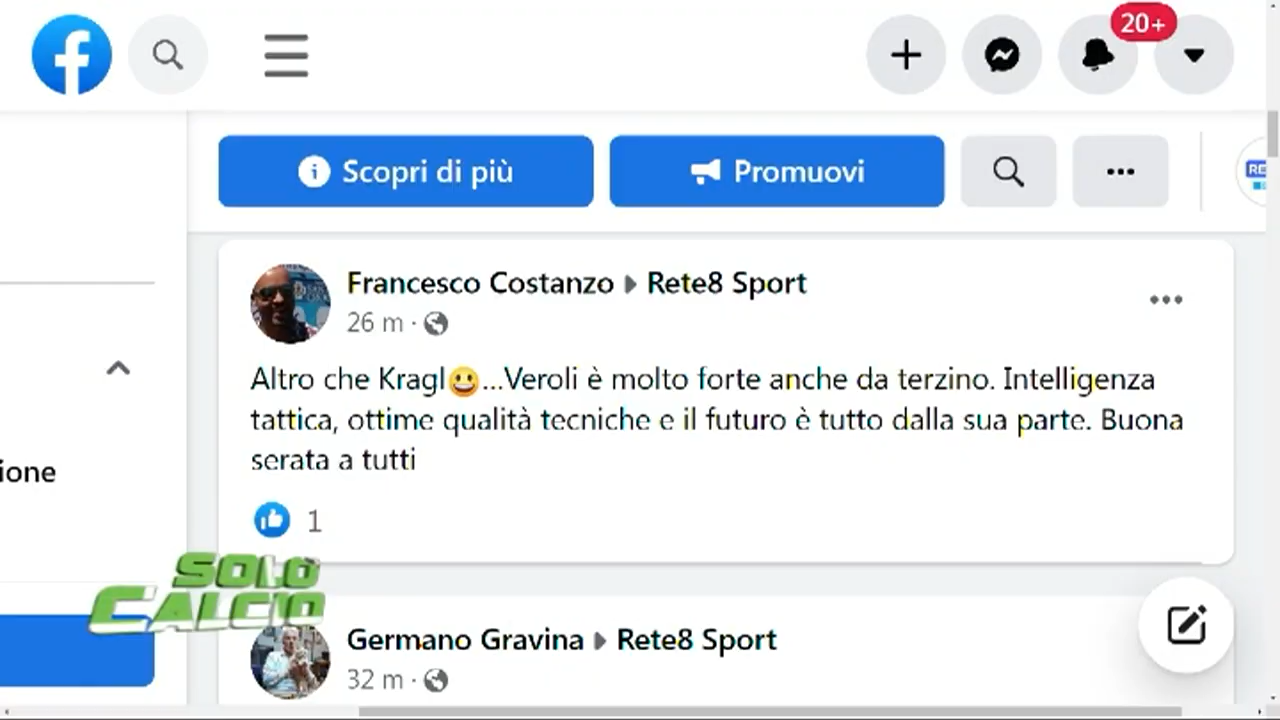 20+
Scopri di più
Promuovi
Francesco Costanzo ▸ Rete8 Sport
26 m ·
Altro che Kragl😀...Veroli è molto forte anche da terzino. Intelligenza
tattica, ottime qualità tecniche e il futuro è tutto dalla sua parte. Buona
serata a tutti
1
ione
SOLO
CALCIO
Germano Gravina ▸ Rete8 Sport
32 m ·